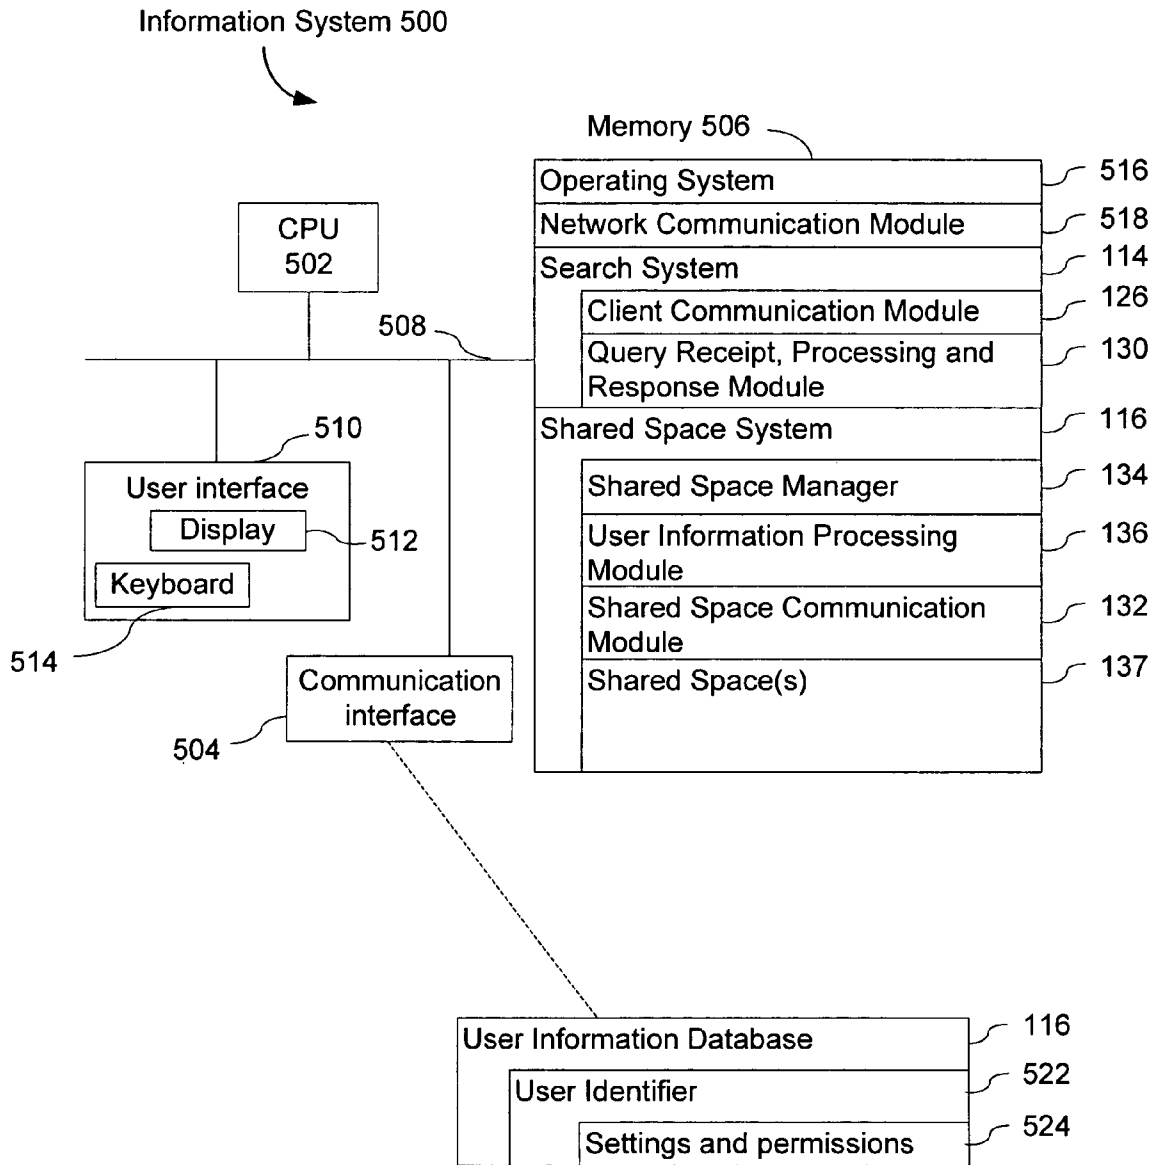 Information System 500
Memory 506
Operating System
516
CPU
502
Network Communication Module
518
Search System
114
Client Communication Module
126
508
Query Receipt, Processing and
Response Module
130
Shared Space System
116
510
User interface
Display
512
Keyboard
514
Shared Space Manager
134
User Information Processing
Module
136
Shared Space Communication
Module
132
Shared Space(s)
137
Communication
interface
504
User Information Database
116
User Identifier
522
Settings and permissions
524